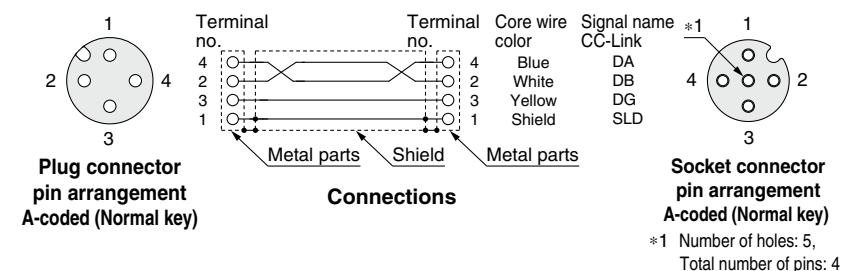 1
2
4
3
Plug connector
pin arrangement
A-coded (Normal key)
Terminal no.
Terminal no.
Core wire color
Signal name CC-Link
4 4 Blue DA
2 2 White DB
3 3 Yellow DG
1 1 Shield SLD
Metal parts
Shield
Metal parts
Connections
*1
1
4
2
3
Socket connector
pin arrangement
A-coded (Normal key)
*1 Number of holes: 5,
Total number of pins: 4